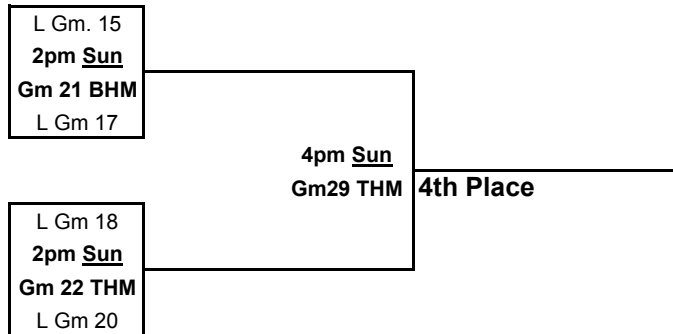 L Gm. 15
2pm Sun
Gm 21 BHM
L Gm 17
4pm Sun
Gm29 THM
4th Place
L Gm 18
2pm Sun
Gm 22 THM
L Gm 20